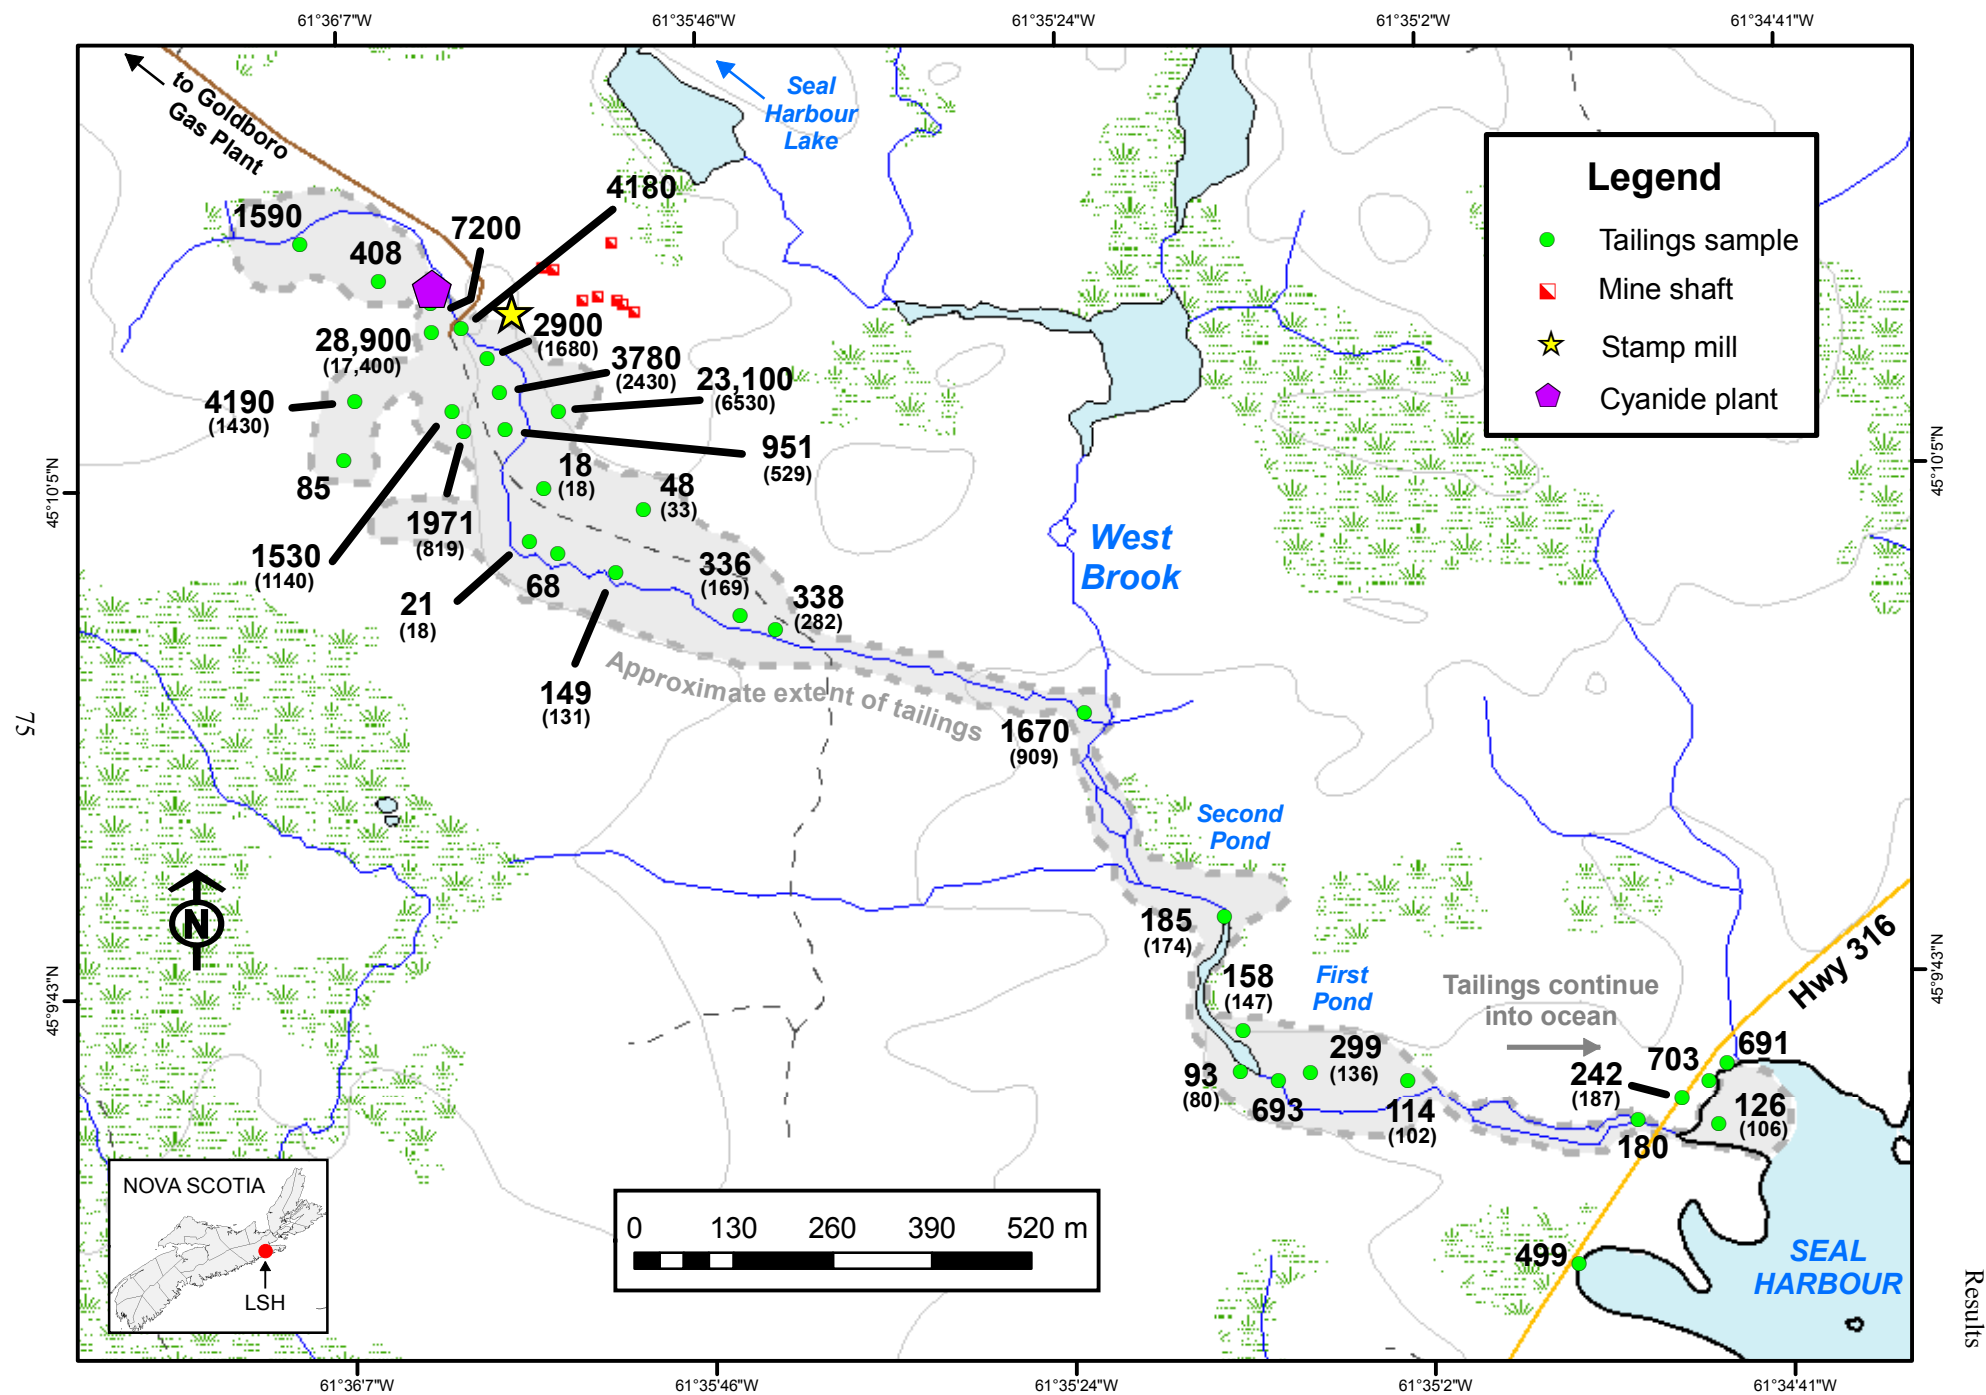 61°36'7"W
61°35'46"W
61°35'24"W
61°35'2"W
61°34'41"W
to Goldboro
Gas Plant
Seal
Harbour
Lake
Legend
Tailings sample
Mine shaft
Stamp mill
Cyanide plant
4180
1590
7200
408
2900
(1680)
28,900
(17,400)
3780
(2430)
23,100
(6530)
4190
(1430)
951
(529)
18
(18)
85
48
(33)
45°10'5"N
45°10'5"N
1971
(819)
1530
(1140)
West
Brook
336
(169)
68
21
(18)
338
(282)
149
(131)
Approximate extent of tailings
1670
(909)
75
Second
Pond
185
(174)
N
Hwy 316
158
(147)
First
Pond
Tailings continue
into ocean
45°9'43"N
45°9'43"N
299
(136)
703
691
93
(80)
242
(187)
693
114
(102)
126
(106)
180
NOVA SCOTIA
LSH
0 130 260 390 520 m
499
SEAL
HARBOUR
Results
61°36'7"W
61°35'46"W
61°35'24"W
61°35'2"W
61°34'41"W